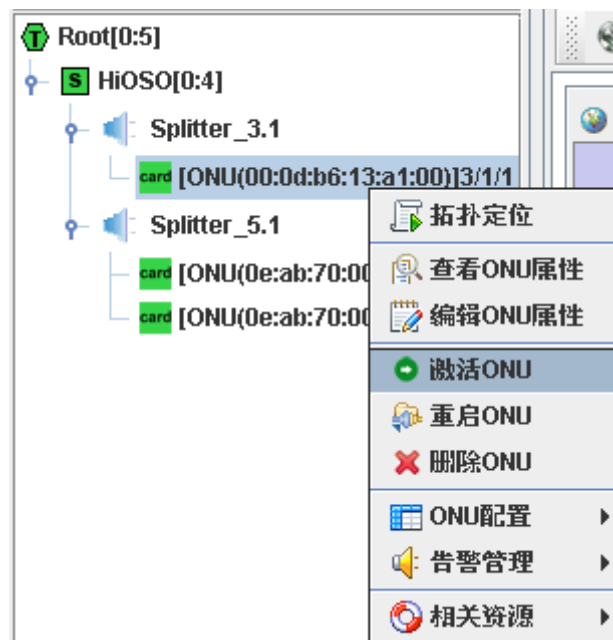 Root[0:5]
S HiOSO[0:4]
Splitter_3.1
card [ONU(00:0d:b6:13:a1:00)]3/1/1
Splitter_5.1
card [ONU(0e:ab:70:00
card [ONU(0e:ab:70:00
拓扑定位
查看ONU属性
编辑ONU属性
激活ONU
重启ONU
删除ONU
ONU配置
告警管理
相关资源